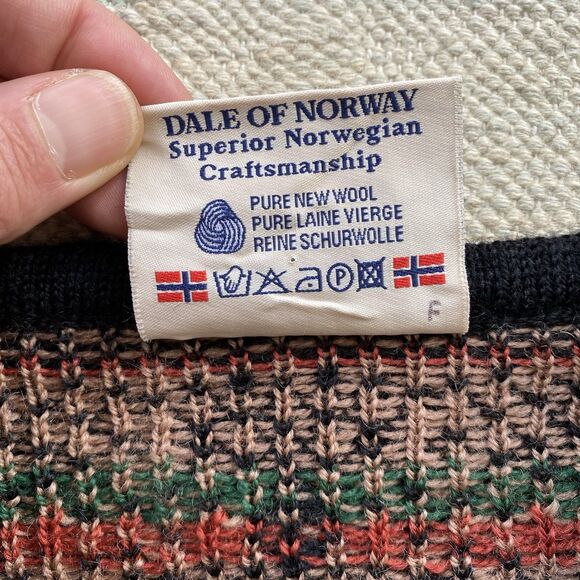 DALE OF NORWAY
Superior Norwegian
Craftsmanship
PURE NEW WOOL
PURE LAINE VIERGE
REINE SCHURWOLLE
P
F